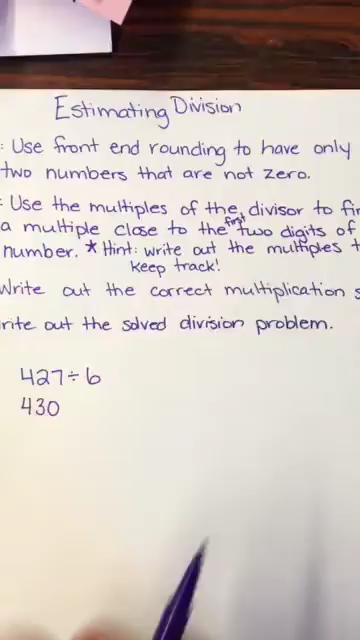 Estimating Division
: Use front end rounding to have only
two numbers that are not zero.
: Use the multiples of the divisor to fi
a multiple close to the first two digits of
number. * Hint: write out the multiples t
keep track!
Write out the correct multiplication s
rite out the solved division problem.
427÷6
430